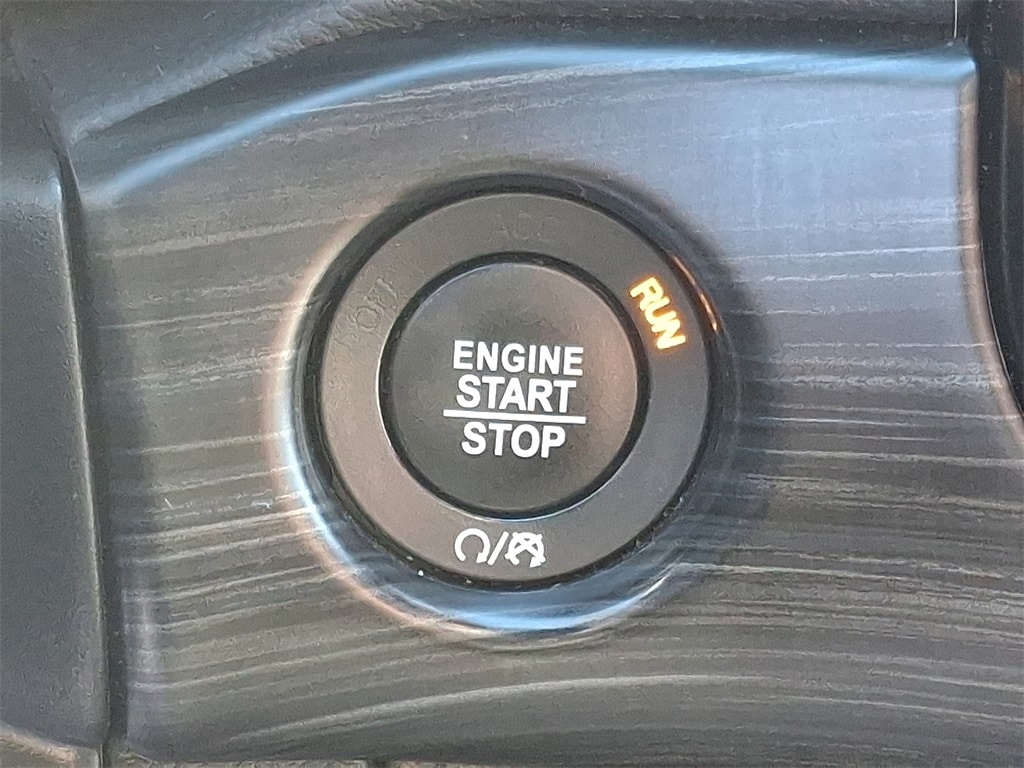 ACC
OFF
RUN
ENGINE
START
STOP